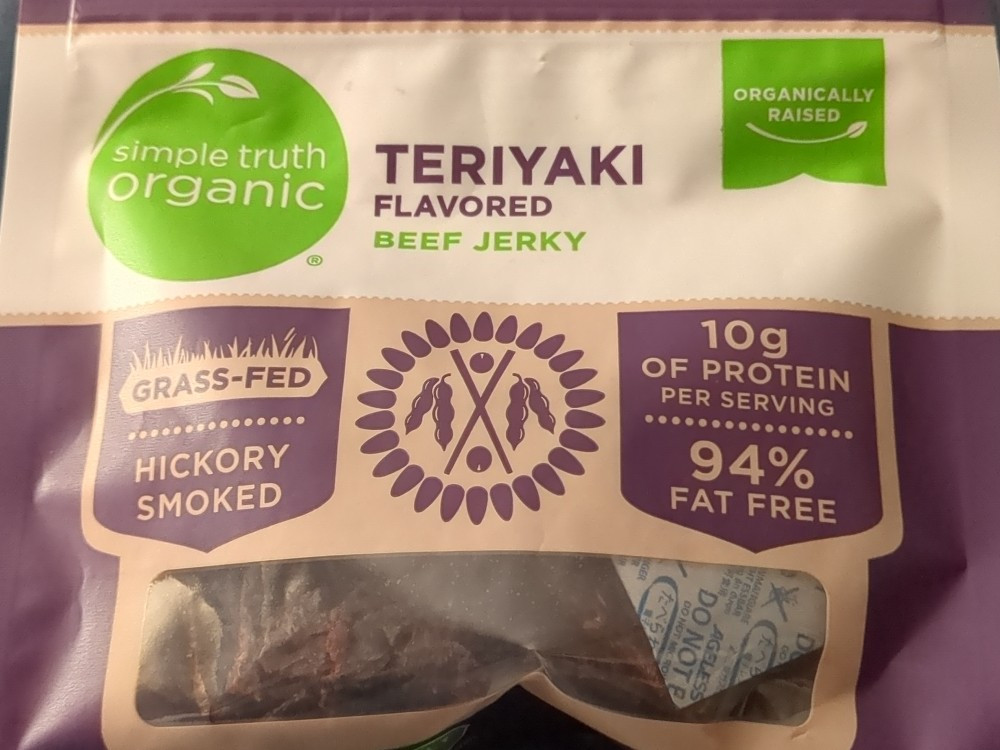 simple truth
organic
®
TERIYAKI
FLAVORED
BEEF JERKY
ORGANICALLY
RAISED
GRASS-FED
HICKORY
SMOKED
10g
OF PROTEIN
PER SERVING
94%
FAT FREE
AGELESS
DO NOT